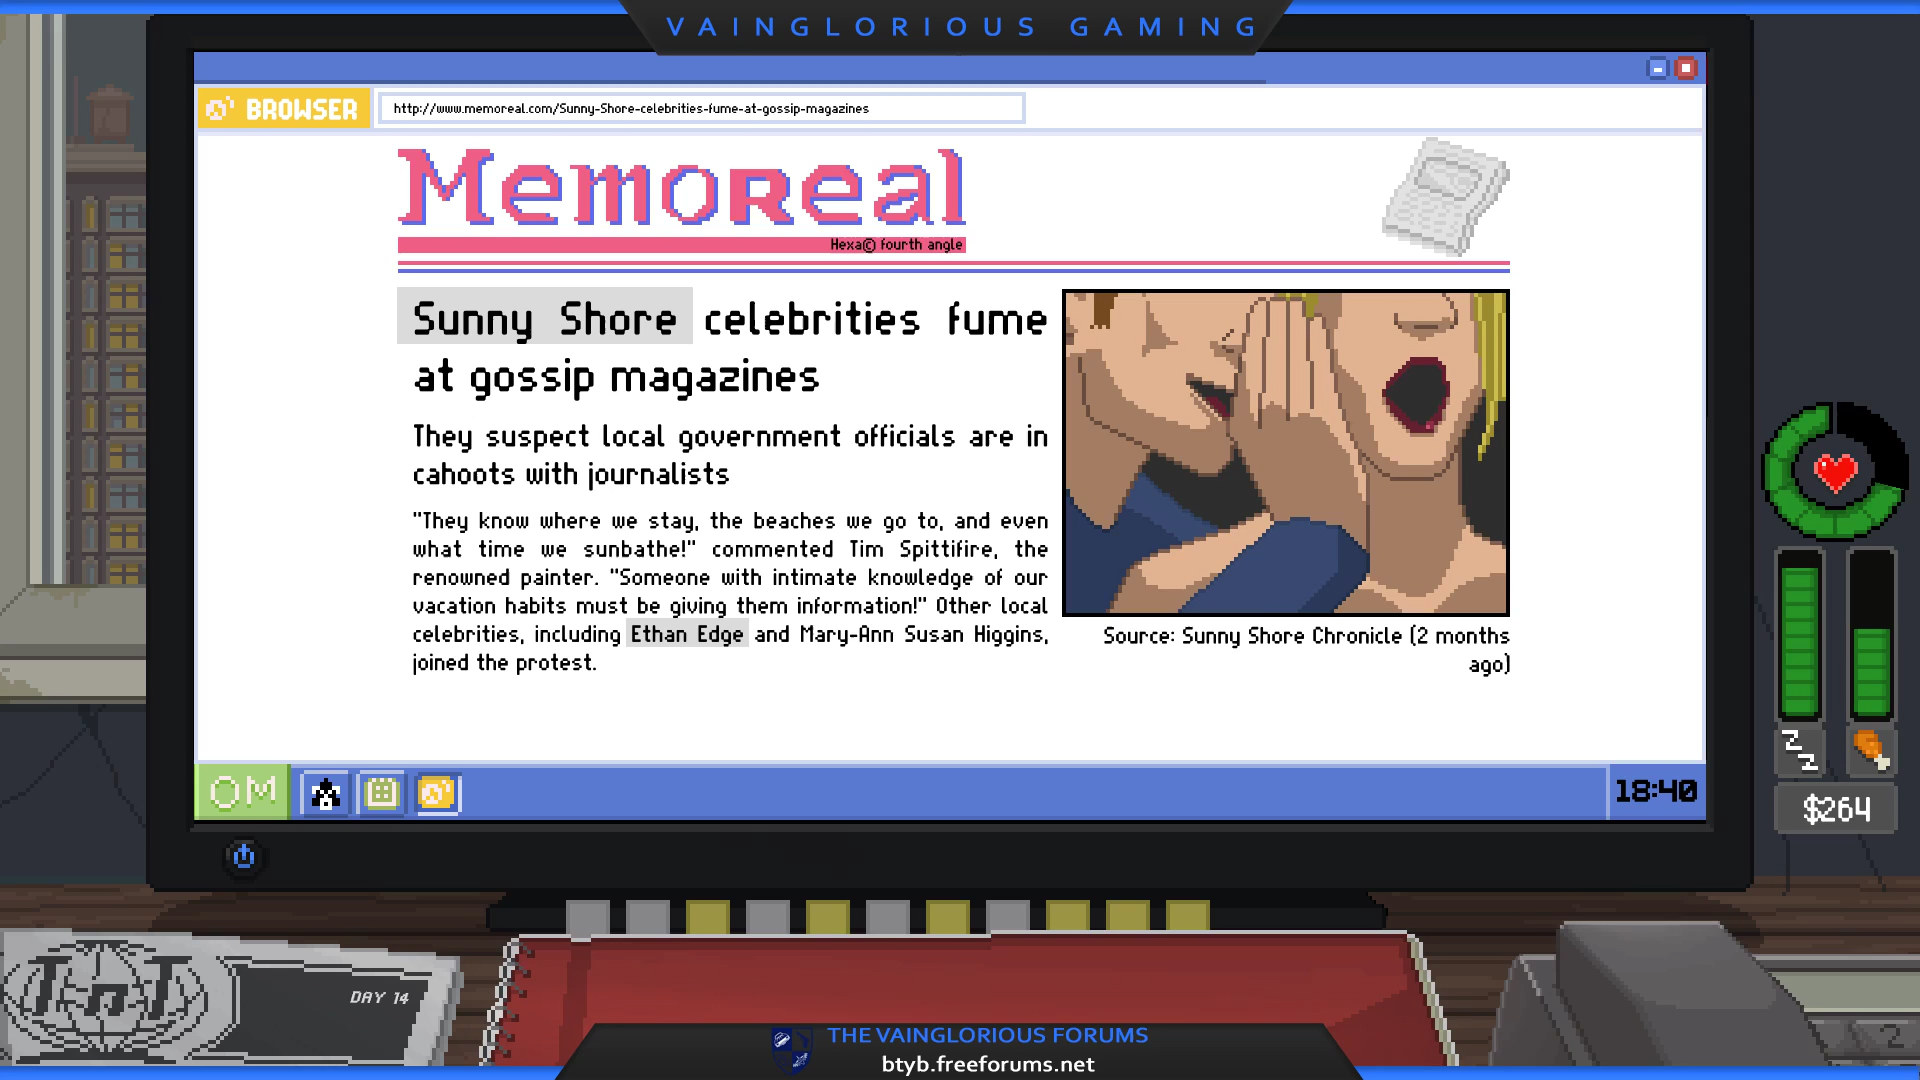 VAINGLORIOUS GAMING
BROWSER
http://www.memoreal.com/Sunny-Shore-celebrities-fume-at-gossip-magazines
Memoreal
Hexa© fourth angle
Sunny Shore celebrities fume
at gossip magazines
They suspect local government officials are in
cahoots with journalists
"They know where we stay, the beaches we go to, and even
what time we sunbathe!" commented Tim Spittifire, the
renowned painter. "Someone with intimate knowledge of our
vacation habits must be giving them information!" Other local
celebrities, including Ethan Edge and Mary-Ann Susan Higgins,
joined the protest.
Source: Sunny Shore Chronicle (2 months
ago)
OM
18:40
$264
TnT
DAY 14
2
THE VAINGLORIOUS FORUMS
btyb.freeforums.net